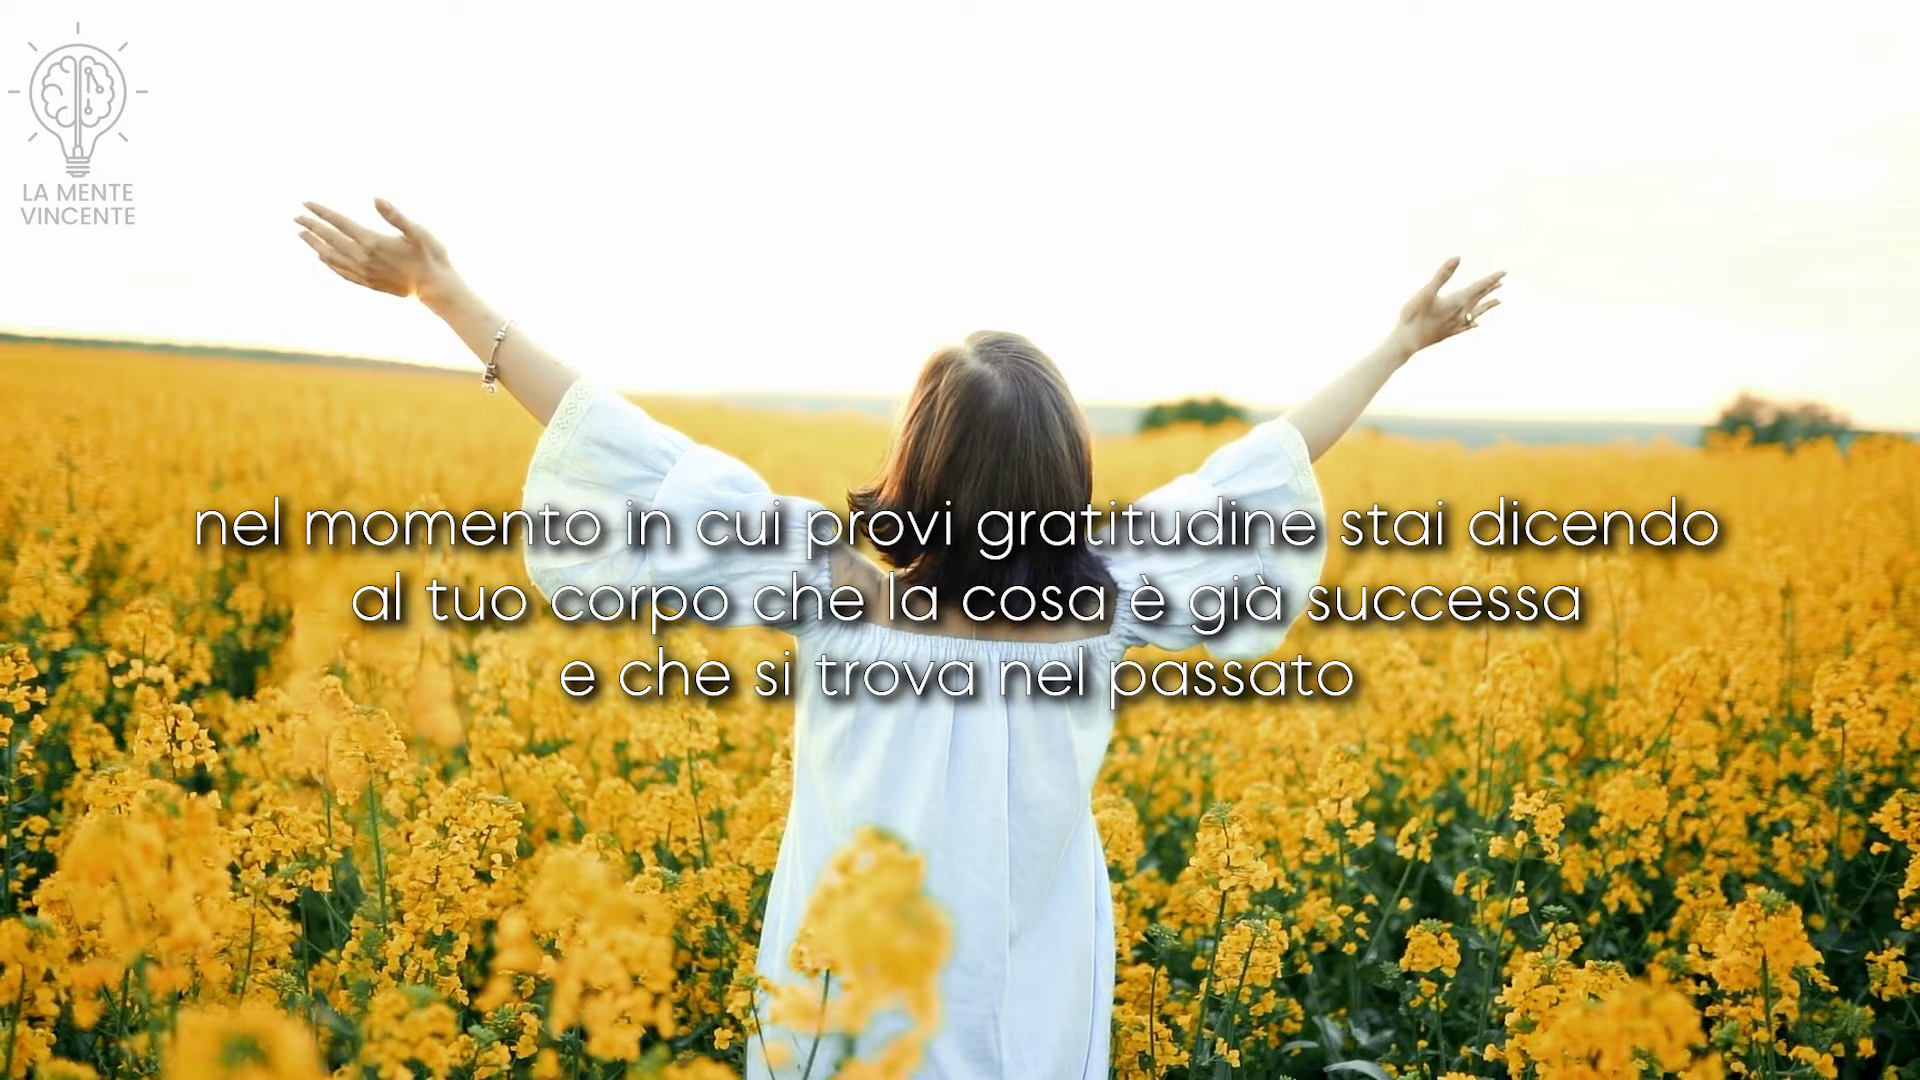 LA MENTE
VINCENTE
nel momento in cui provi gratitudine stai dicendo
al tuo corpo che la cosa è già successa
e che si trova nel passato